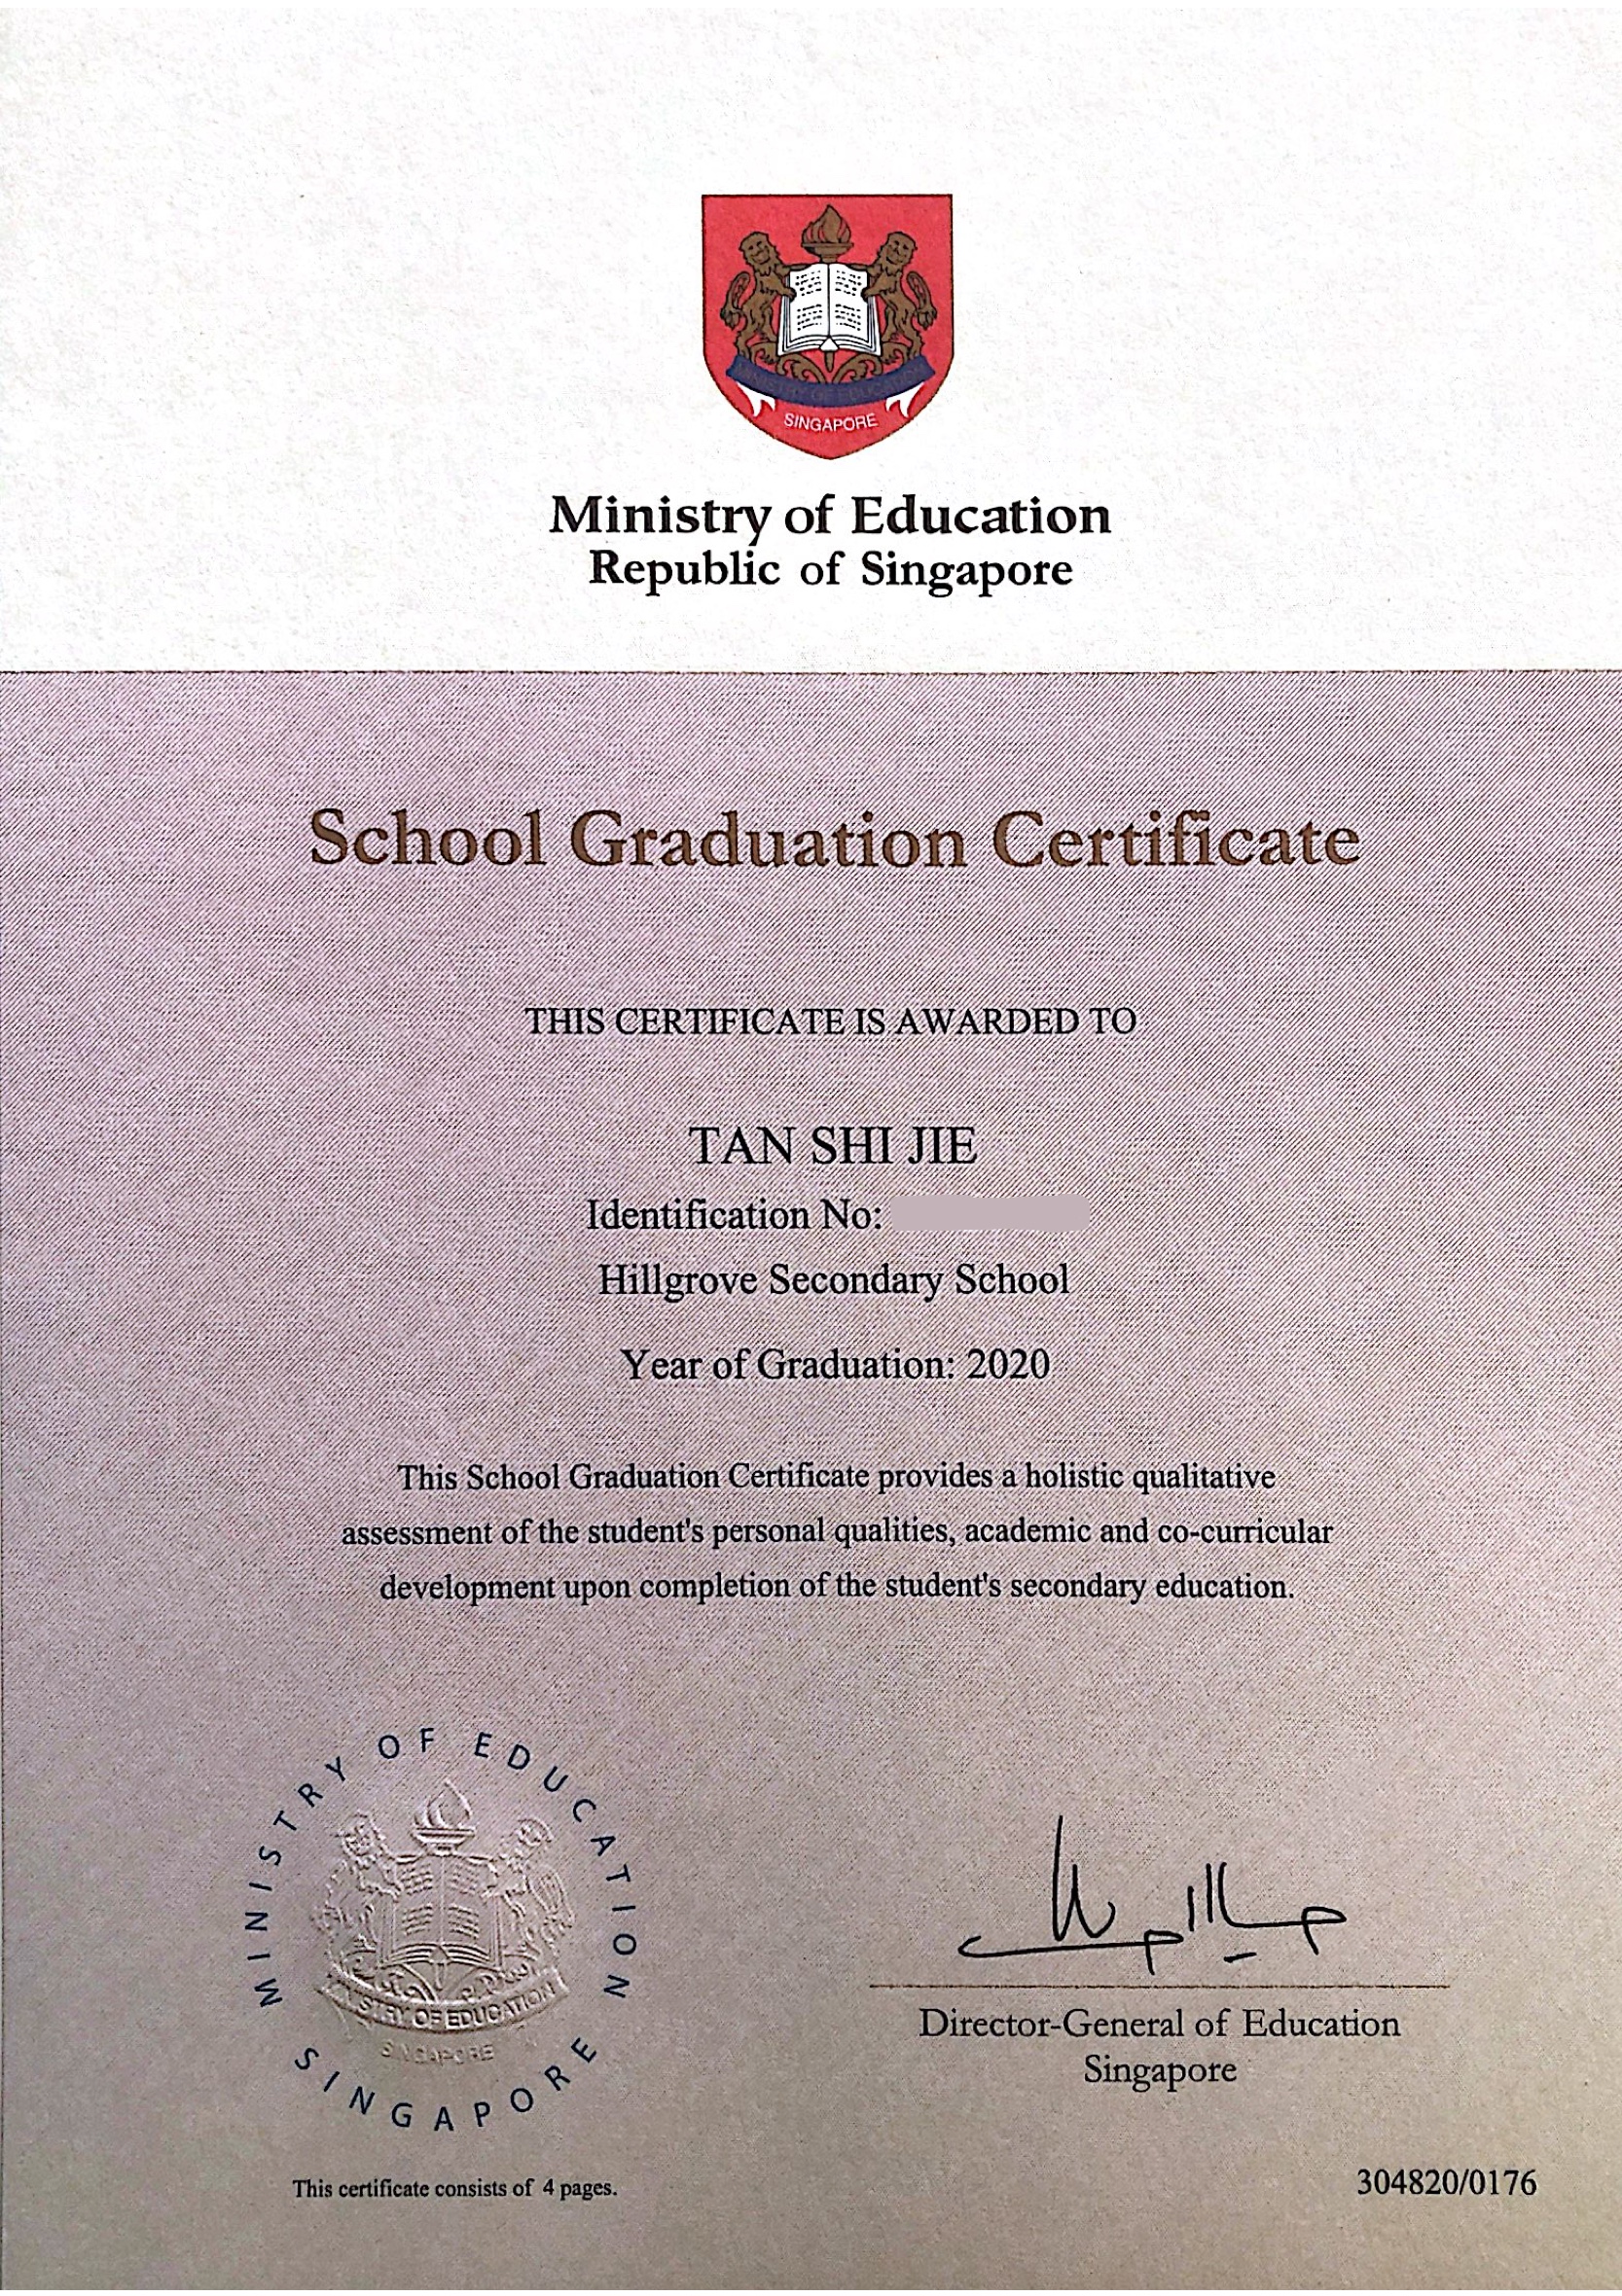 MINISTRY OF EDUCATION
SINGAPORE
Ministry of Education
Republic of Singapore
School Graduation Certificate
THIS CERTIFICATE IS AWARDED TO
TAN SHI JIE
Identification No:
Hillgrove Secondary School
Year of Graduation: 2020
This School Graduation Certificate provides a holistic qualitative
assessment of the student's personal qualities, academic and co-curricular
development upon completion of the student's secondary education.
MINISTRY OF EDUCATION
SINGAPORE
OF EDUCATION
SINGAPORE
Director-General of Education
Singapore
This certificate consists of 4 pages.
304820/0176